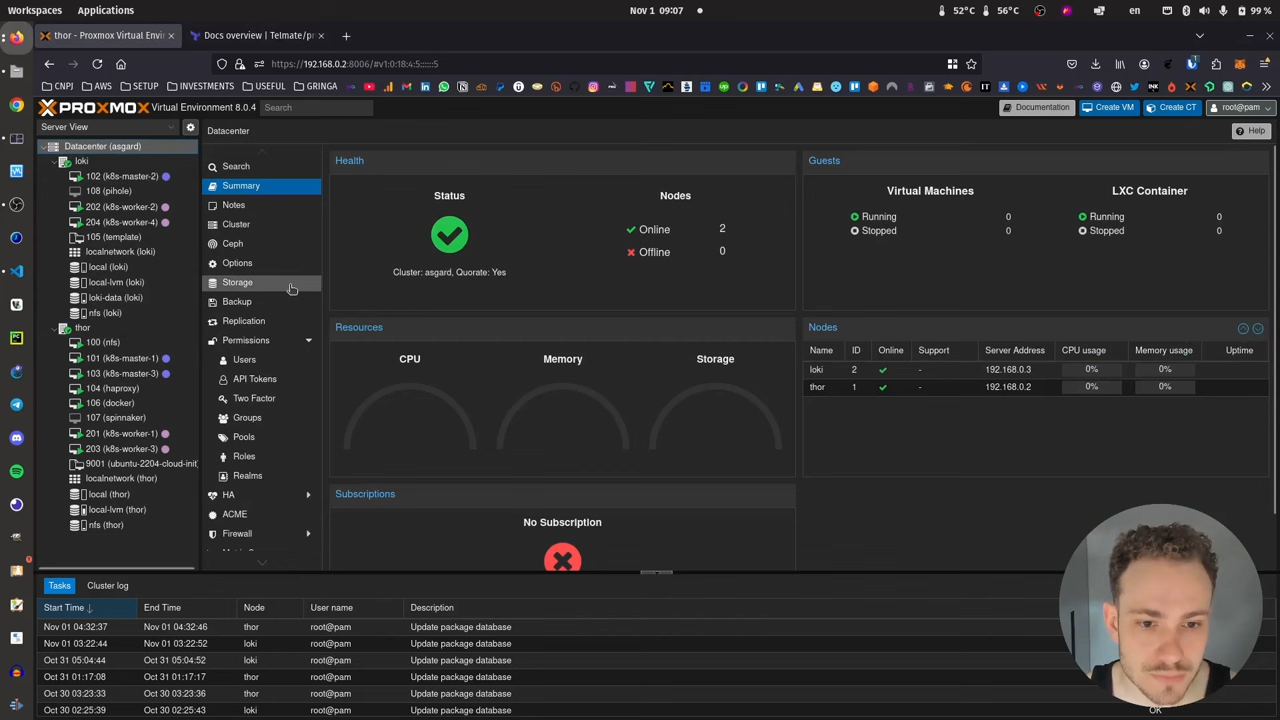 Workspaces Applications Nov 1 09:07 52°C 56°C en 99 %
thor - Proxmox Virtual Envi Docs overview | Telmate/pr
https://192.168.0.2:8006/#v1:0:18:4:5::::::5
CNPJ AWS SETUP INVESTMENTS USEFUL GRINGA
PROXMOX Virtual Environment 8.0.4 Search Documentation Create VM Create CT root@pam
Server View
Datacenter Help
Datacenter (asgard)
loki
102 (k8s-master-2)
108 (pihole)
202 (k8s-worker-2)
204 (k8s-worker-4)
105 (template)
localnetwork (loki)
local (loki)
local-lvm (loki)
loki-data (loki)
nfs (loki)
thor
100 (nfs)
101 (k8s-master-1)
103 (k8s-master-3)
104 (haproxy)
106 (docker)
107 (spinnaker)
201 (k8s-worker-1)
203 (k8s-worker-3)
9001 (ubuntu-2204-cloud-init)
localnetwork (thor)
local (thor)
local-lvm (thor)
nfs (thor)
Search
Summary
Notes
Cluster
Ceph
Options
Storage
Backup
Replication
Permissions
Users
API Tokens
Two Factor
Groups
Pools
Roles
Realms
HA
ACME
Firewall
Health
Status
Nodes
Online 2
Offline 0
Cluster: asgard, Quorate: Yes
Guests
Virtual Machines LXC Container
Running 0 Running 0
Stopped 0 Stopped 0
Resources
CPU Memory Storage
Nodes
Name ID Online Support Server Address CPU usage Memory usage Uptime
loki 2 - 192.168.0.3 0% 0%
thor 1 - 192.168.0.2 0% 0%
Subscriptions
No Subscription
Tasks Cluster log
Start Time End Time Node User name Description
Nov 01 04:32:37 Nov 01 04:32:46 thor root@pam Update package database
Nov 01 03:22:44 Nov 01 03:22:52 loki root@pam Update package database
Oct 31 05:04:44 Oct 31 05:04:52 loki root@pam Update package database
Oct 31 01:17:08 Oct 31 01:17:17 thor root@pam Update package database
Oct 30 03:23:33 Oct 30 03:23:36 thor root@pam Update package database
Oct 30 02:25:39 Oct 30 02:25:43 loki root@pam Update package database OK